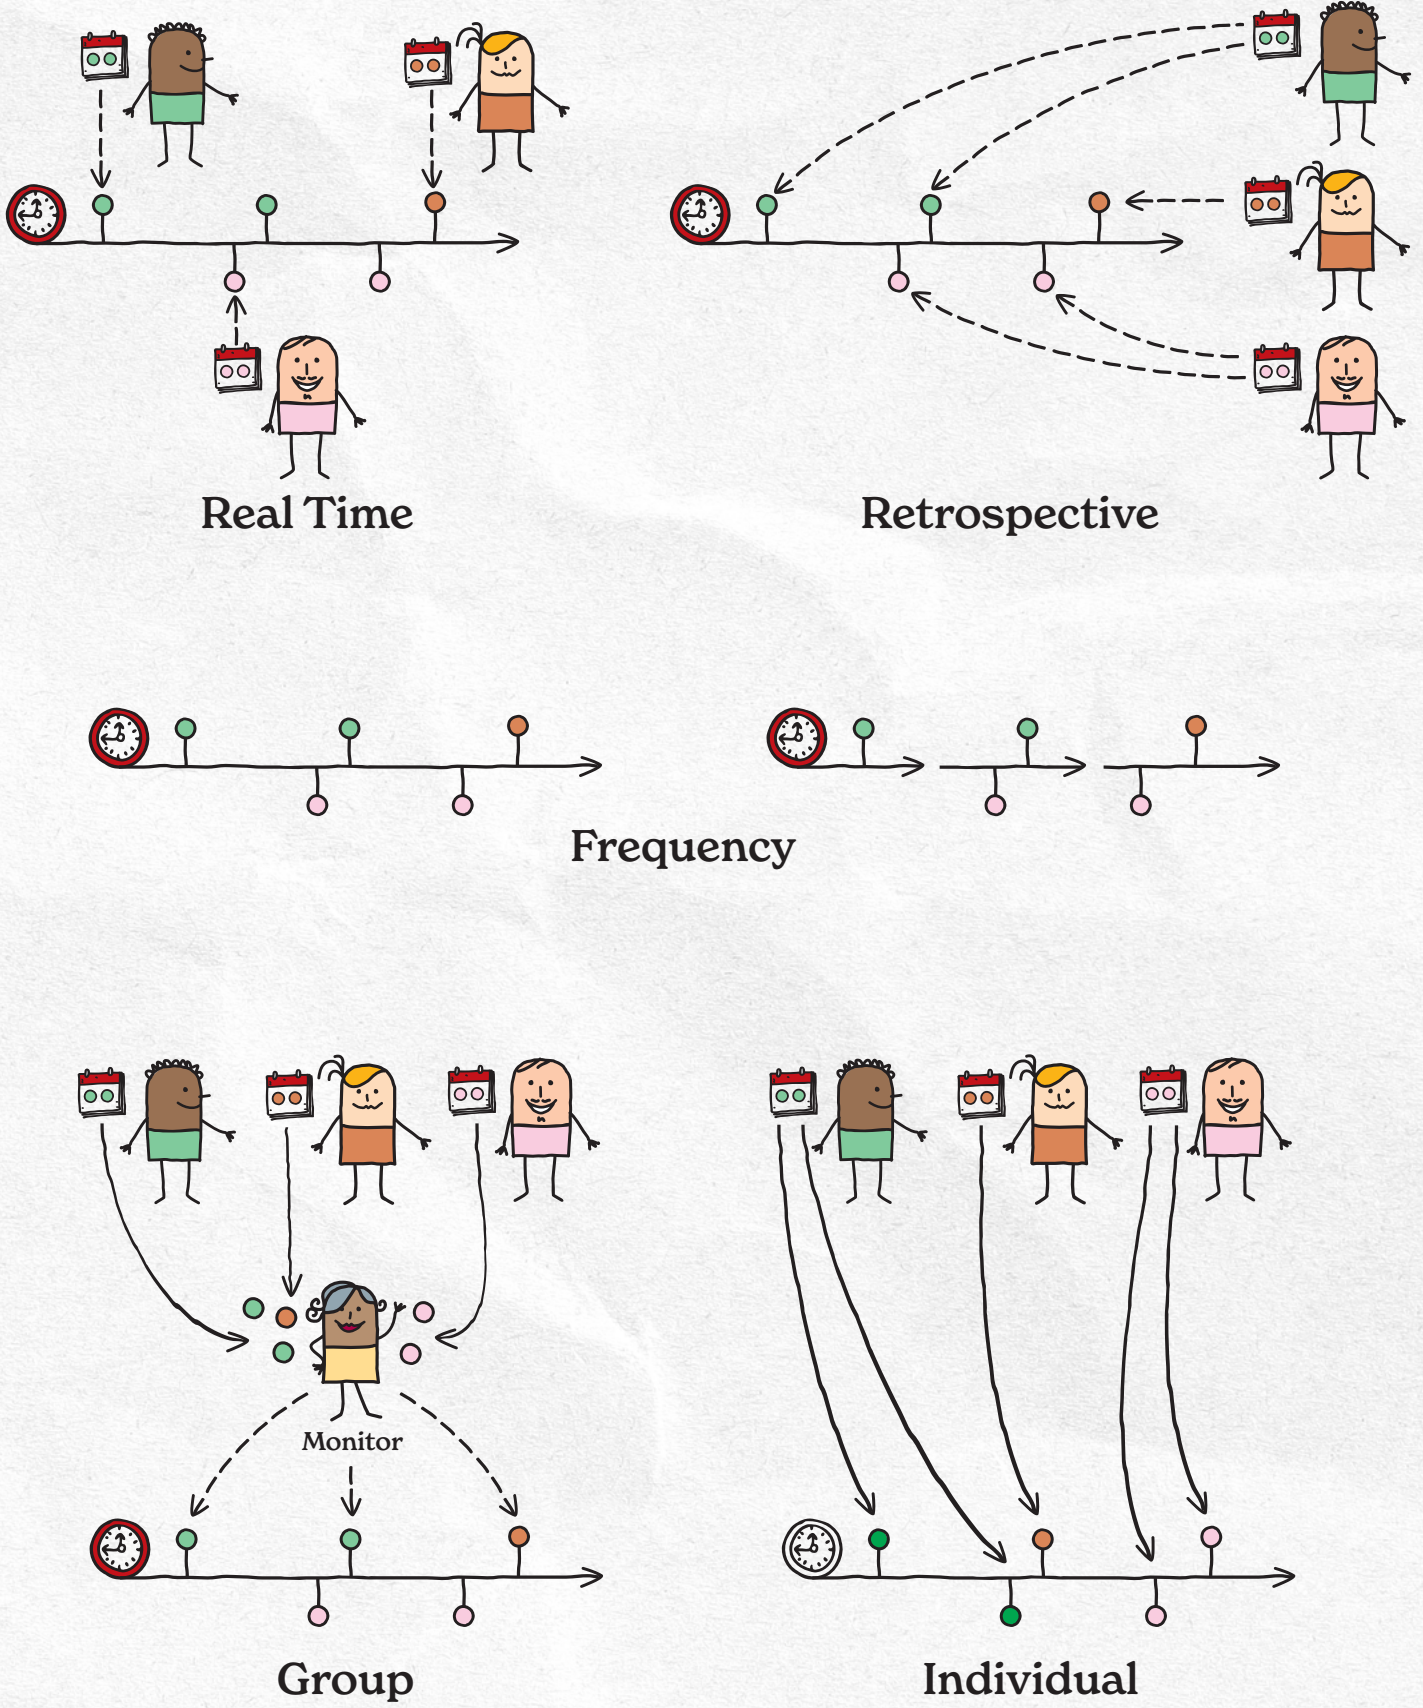 Real Time
Retrospective
Frequency
Monitor
Group
Individual